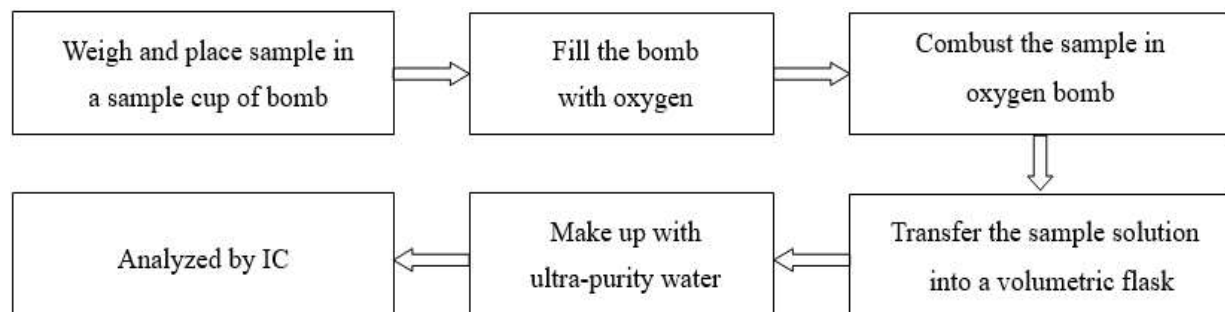 Weigh and place sample in
a sample cup of bomb
Fill the bomb
with oxygen
Combust the sample in
oxygen bomb
Transfer the sample solution
into a volumetric flask
Make up with
ultra-purity water
Analyzed by IC